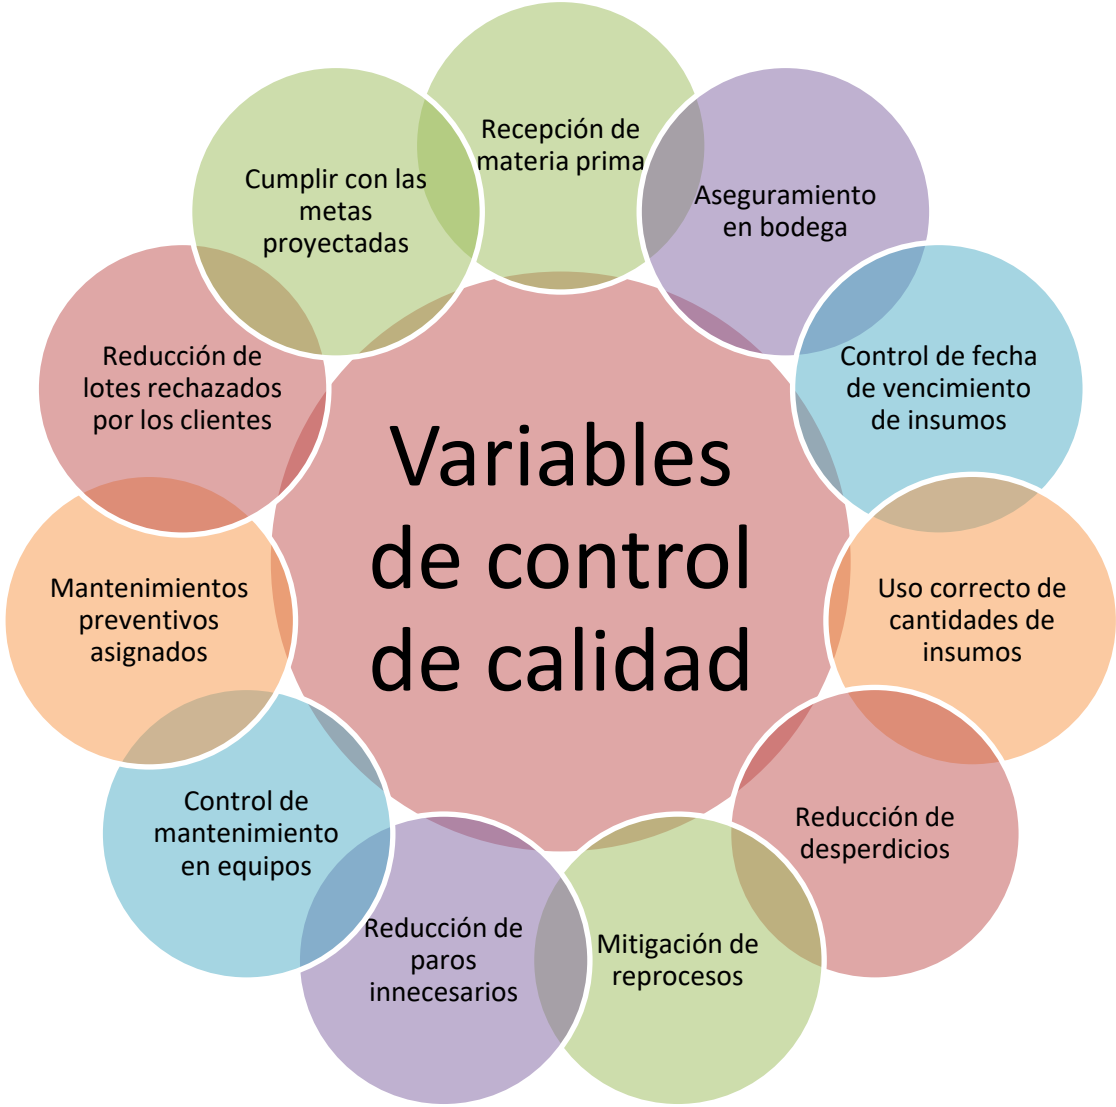 Variables
de control
de calidad
Recepción de
materia prima
Aseguramiento
en bodega
Control de fecha
de vencimiento
de insumos
Uso correcto de
cantidades de
insumos
Reducción de
desperdicios
Mitigación de
reprocesos
Reducción de
paros
innecesarios
Control de
mantenimiento
en equipos
Mantenimientos
preventivos
asignados
Reducción de
lotes rechazados
por los clientes
Cumplir con las
metas
proyectadas